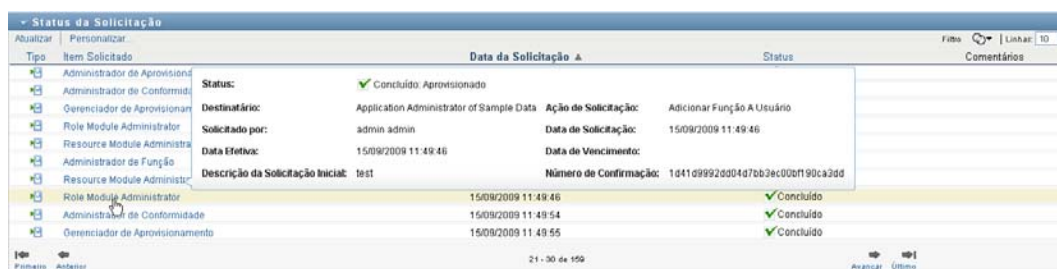 Status da Solicitação
Atualizar Personalizar... Filtro Linhas: 10
Tipo Item Solicitado Data da Solicitação Status Comentários
Administrador de Aprovisiona
Administrador de Conformida
Gerenciador de Aprovisionam
Role Module Administrator
Resource Module Administra
Administrador de Função
Resource Module Administra
Status: Concluído: Aprovisionado
Destinatário: Application Administrator of Sample Data Ação de Solicitação: Adicionar Função A Usuário
Solicitado por: admin admin Data de Solicitação: 15/09/2009 11:49:46
Data Efetiva: 15/09/2009 11:49:46 Data de Vencimento:
Descrição da Solicitação Inicial: test Número de Confirmação: 1d41d9992dd04d7bb3ec00bf190ca3dd
Role Module Administrator 15/09/2009 11:49:46 Concluído
Administrador de Conformidade 15/09/2009 11:49:54 Concluído
Gerenciador de Aprovisionamento 15/09/2009 11:49:55 Concluído
Primeiro Anterior 21 - 30 de 159 Avançar Último